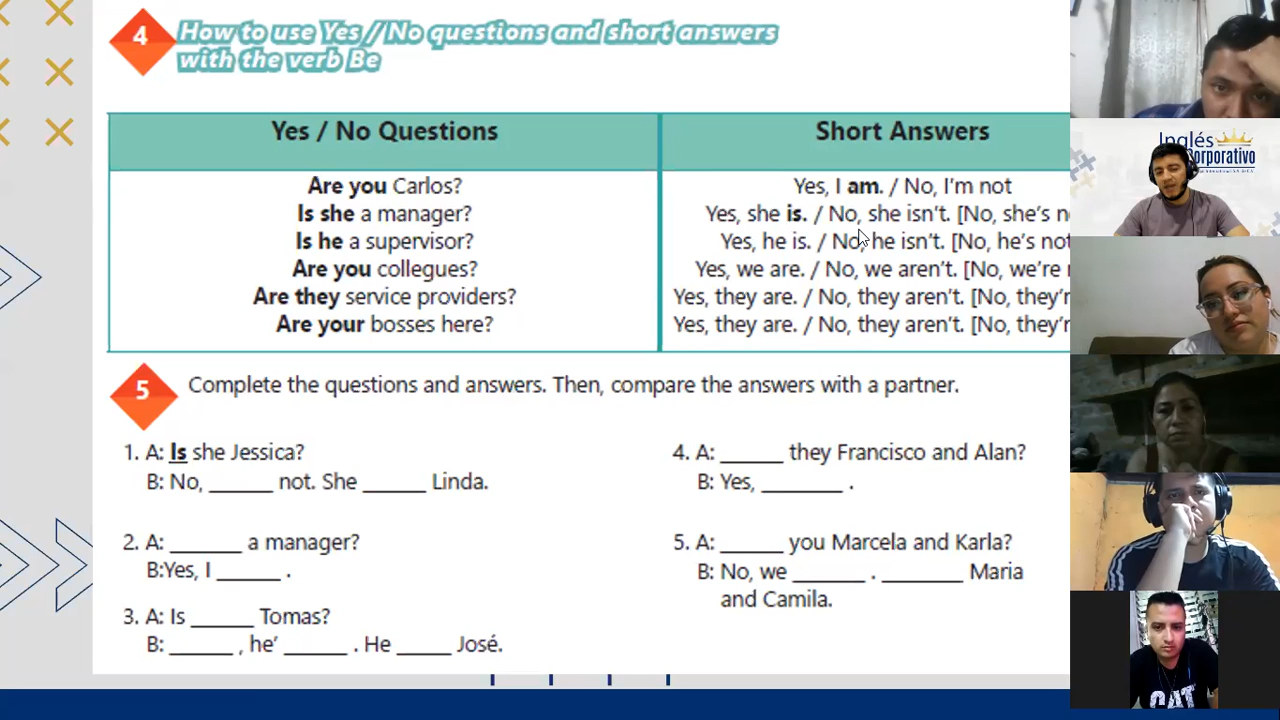 4
How to use Yes / No questions and short answers
with the verb Be
Yes / No Questions
Short Answers
Are you Carlos?
Yes, I am. / No, I'm not
Is she a manager?
Yes, she is. / No, she isn't. [No, she's
Is he a supervisor?
Yes, he is. / No, he isn't. [No, he's not
Are you collegues?
Yes, we are. / No, we aren't. [No, we're
Are they service providers?
Yes, they are. / No, they aren't. [No,
Are your bosses here?
Yes, they are. / No, they aren't. [No,
5
Complete the questions and answers. Then, compare the answers with a partner.
1. A: Is she Jessica?
B: No, ______ not. She ______ Linda.
2. A: _______ a manager?
B:Yes, I ______ .
3. A: Is ______ Tomas?
B: ______ , he' ______ . He _____ José.
4. A: ______ they Francisco and Alan?
B: Yes, ________ .
5. A: ______ you Marcela and Karla?
B: No, we _______ . ________ Maria
and Camila.
Inglés
Corporativo
CAT